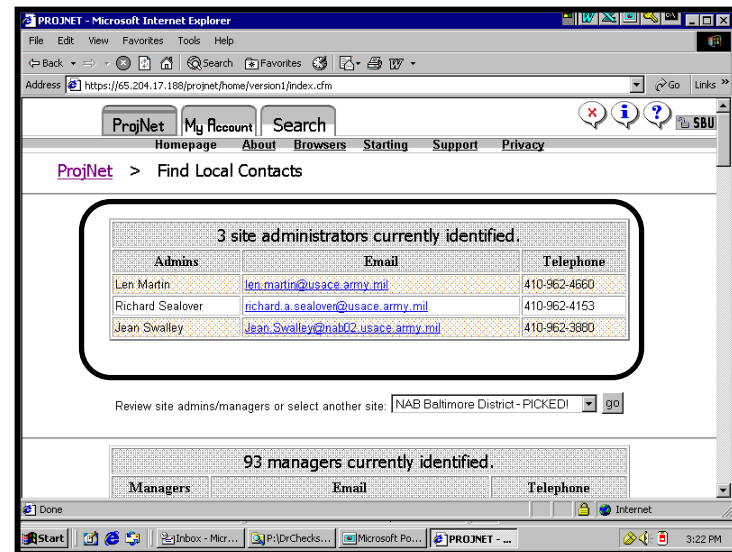 PROJNET - Microsoft Internet Explorer
File Edit View Favorites Tools Help
Back Search Favorites
Address https://65.204.17.188/projnet/home/version1/index.cfm Go Links »
ProjNet My Account Search
SBU
Homepage About Browsers Starting Support Privacy
ProjNet > Find Local Contacts
3 site administrators currently identified.
Admins Email Telephone
Len Martin len.martin@usace.army.mil 410-962-4660
Richard Sealover richard.a.sealover@usace.army.mil 410-962-4153
Jean Swalley Jean.Swalley@nab02.usace.army.mil 410-962-3880
Review site admins/managers or select another site: NAB Baltimore District - PICKED! go
93 managers currently identified.
Managers Email Telephone
Done Internet
Start Inbox - Micr... P:\DrChecks... Microsoft Po... PROJNET - ... 3:22 PM